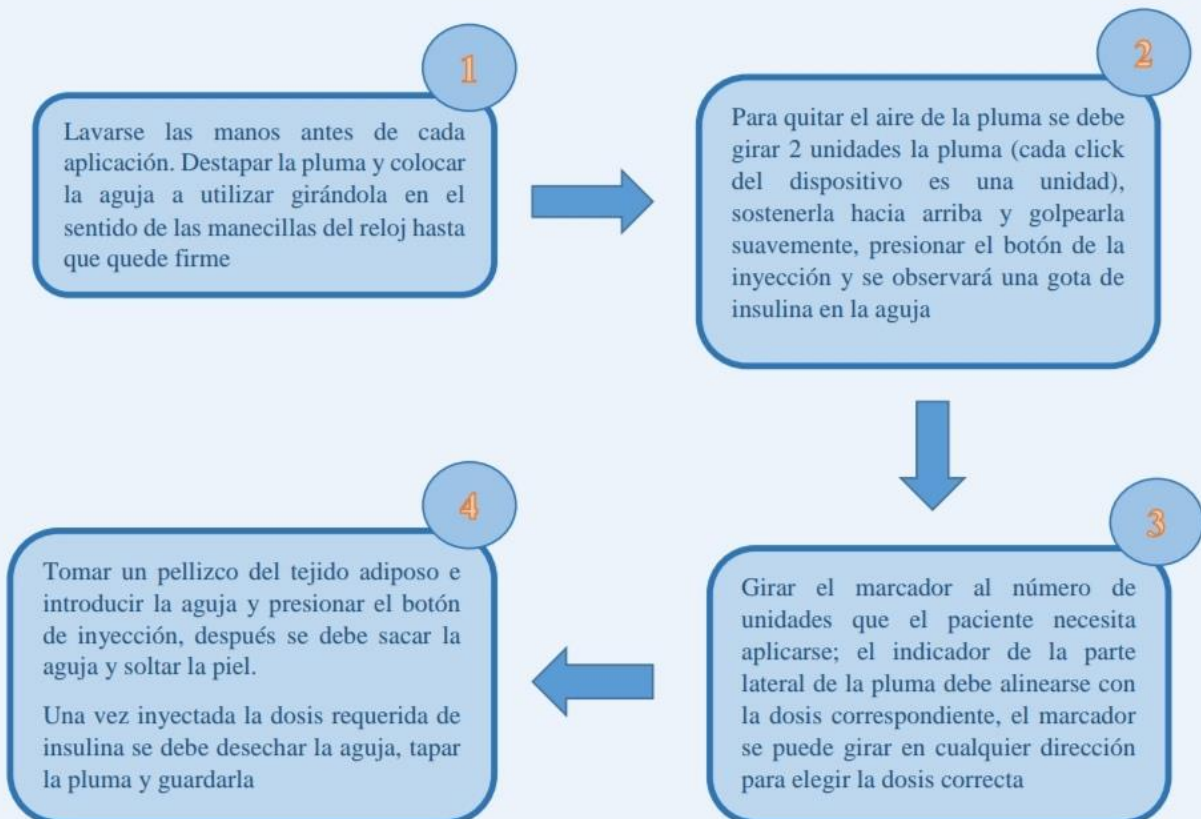 1
Lavarse las manos antes de cada
aplicación. Destapar la pluma y colocar
la aguja a utilizar girándola en el
sentido de las manecillas del reloj hasta
que quede firme
2
Para quitar el aire de la pluma se debe
girar 2 unidades la pluma (cada click
del dispositivo es una unidad),
sostenerla hacia arriba y golpearla
suavemente, presionar el botón de la
inyección y se observará una gota de
insulina en la aguja
3
Girar el marcador al número de
unidades que el paciente necesita
aplicarse; el indicador de la parte
lateral de la pluma debe alinearse con
la dosis correspondiente, el marcador
se puede girar en cualquier dirección
para elegir la dosis correcta
4
Tomar un pellizco del tejido adiposo e
introducir la aguja y presionar el botón
de inyección, después se debe sacar la
aguja y soltar la piel.
Una vez inyectada la dosis requerida de
insulina se debe desechar la aguja, tapar
la pluma y guardarla